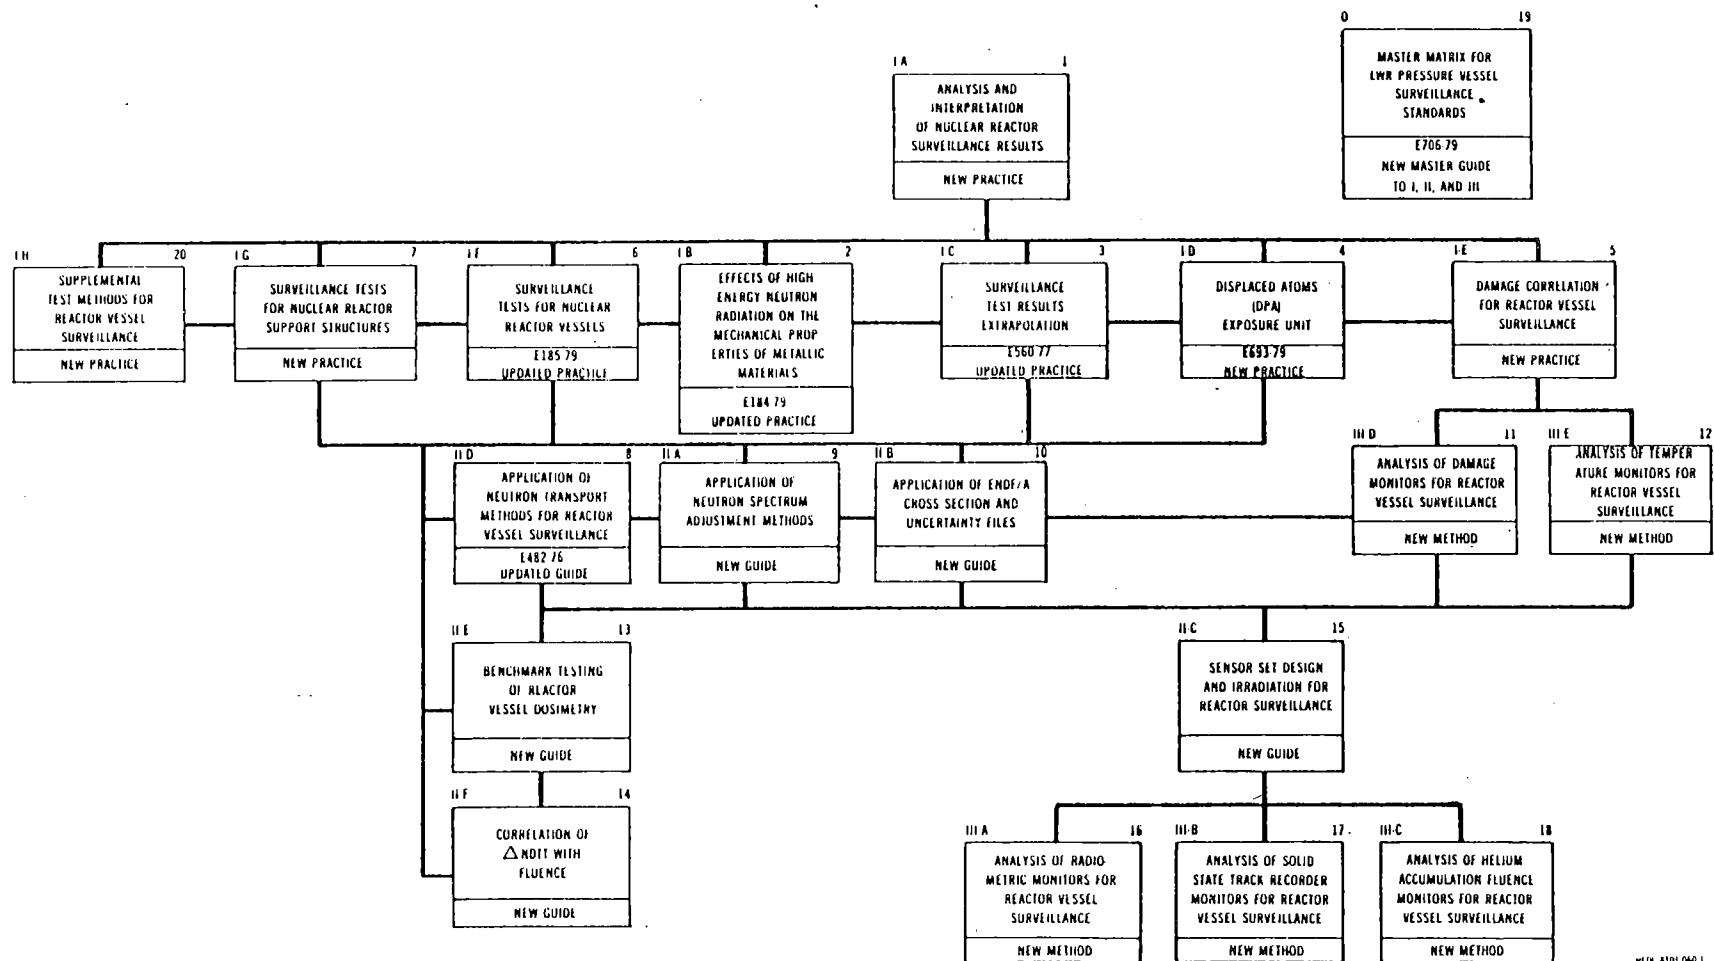 0 19
MASTER MATRIX FOR
LWR PRESSURE VESSEL
SURVEILLANCE
STANDARDS
E706-79
NEW MASTER GUIDE
TO I, II, AND III
I A 1
ANALYSIS AND
INTERPRETATION
OF NUCLEAR REACTOR
SURVEILLANCE RESULTS
NEW PRACTICE
I H 20
SUPPLEMENTAL
TEST METHODS FOR
REACTOR VESSEL
SURVEILLANCE
NEW PRACTICE
I G 7
SURVEILLANCE TESTS
FOR NUCLEAR REACTOR
SUPPORT STRUCTURES
NEW PRACTICE
I F 6
SURVEILLANCE
TESTS FOR NUCLEAR
REACTOR VESSELS
E185 79
UPDATED PRACTICE
I B 2
EFFECTS OF HIGH
ENERGY NEUTRON
RADIATION ON THE
MECHANICAL PROP
ERTIES OF METALLIC
MATERIALS
E184 79
UPDATED PRACTICE
I C 3
SURVEILLANCE
TEST RESULTS
EXTRAPOLATION
E560 77
UPDATED PRACTICE
I D 4
DISPLACED ATOMS
(DPA)
EXPOSURE UNIT
E693-79
NEW PRACTICE
I-E 5
DAMAGE CORRELATION
FOR REACTOR VESSEL
SURVEILLANCE
NEW PRACTICE
II D 8
APPLICATION OF
NEUTRON TRANSPORT
METHODS FOR REACTOR
VESSEL SURVEILLANCE
E482 76
UPDATED GUIDE
II A 9
APPLICATION OF
NEUTRON SPECTRUM
ADJUSTMENT METHODS
NEW GUIDE
II B 10
APPLICATION OF ENDF/A
CROSS SECTION AND
UNCERTAINTY FILES
NEW GUIDE
III D 11
ANALYSIS OF DAMAGE
MONITORS FOR REACTOR
VESSEL SURVEILLANCE
NEW METHOD
III E 12
ANALYSIS OF TEMPER
ATURE MONITORS FOR
REACTOR VESSEL
SURVEILLANCE
NEW METHOD
II E 13
BENCHMARK TESTING
OF REACTOR
VESSEL DOSIMETRY
NEW GUIDE
II-C 15
SENSOR SET DESIGN
AND IRRADIATION FOR
REACTOR SURVEILLANCE
NEW GUIDE
II F 14
CORRELATION OF
△ NDTT WITH
FLUENCE
NEW GUIDE
III A 16
ANALYSIS OF RADIO
METRIC MONITORS FOR
REACTOR VESSEL
SURVEILLANCE
NEW METHOD
III-B 17
ANALYSIS OF SOLID
STATE TRACK RECORDER
MONITORS FOR REACTOR
VESSEL SURVEILLANCE
NEW METHOD
III-C 18
ANALYSIS OF HELIUM
ACCUMULATION FLUENCE
MONITORS FOR REACTOR
VESSEL SURVEILLANCE
NEW METHOD